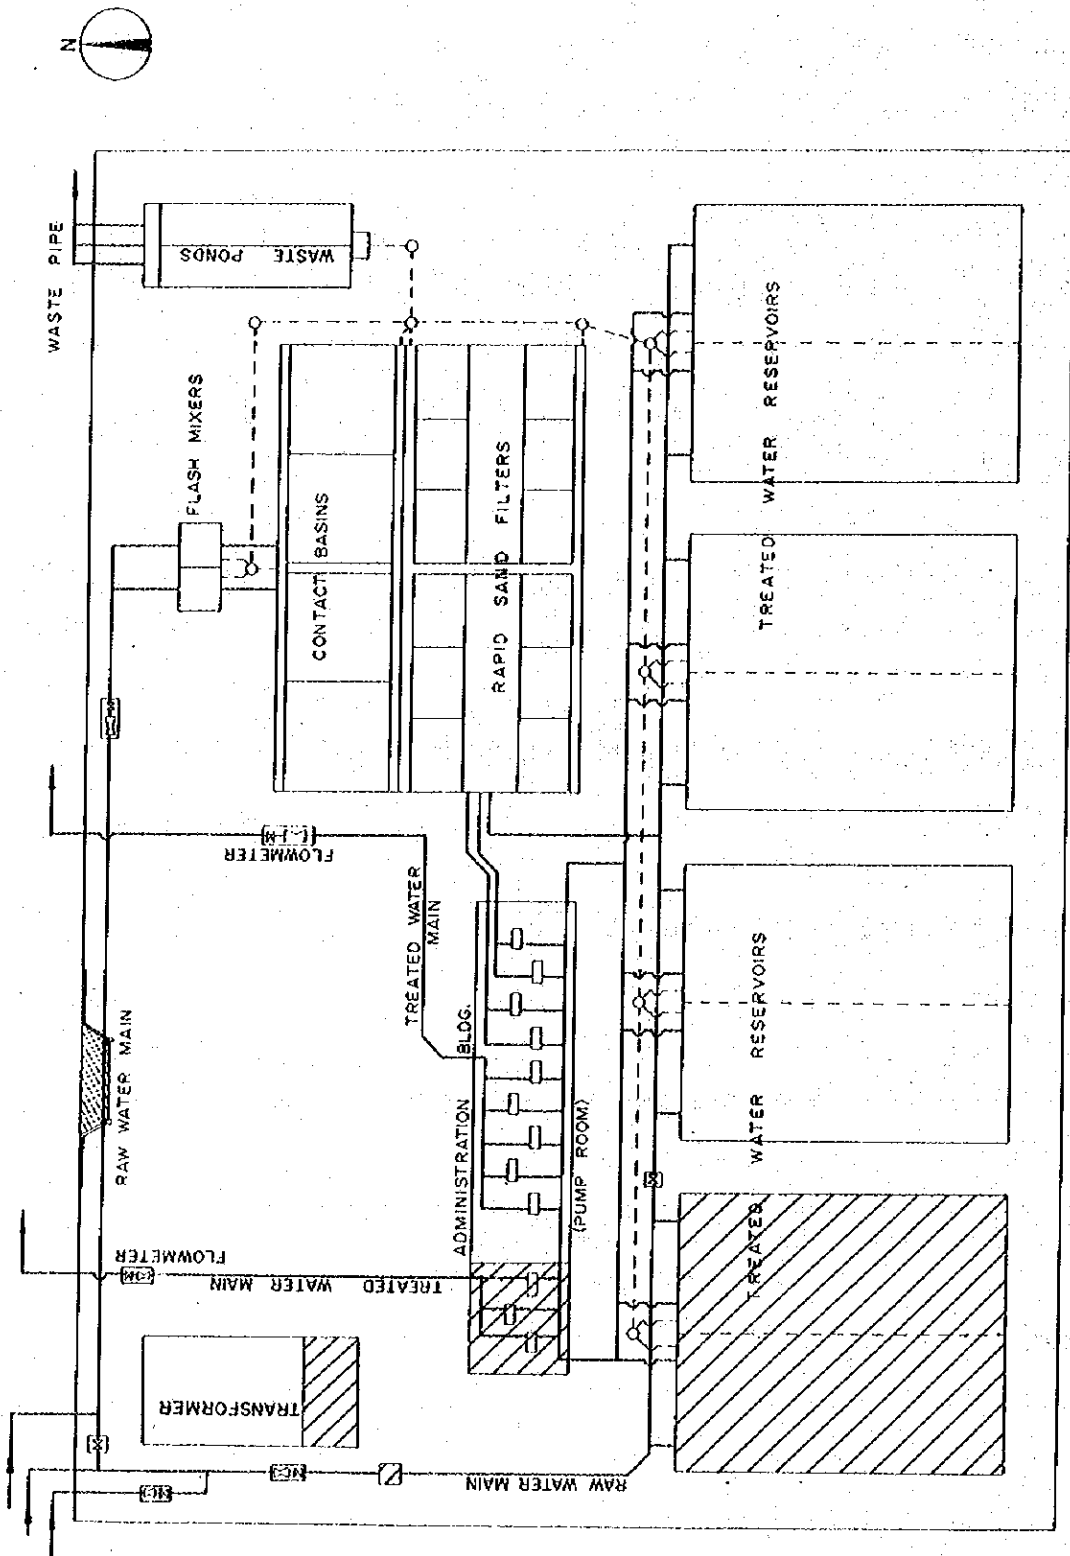 N
WASTE PIPE
WASTE PONDS
FLASH MIXERS
CONTACT BASINS
RAPID SAND FILTERS
TREATED WATER RESERVOIRS
FLOWMETER
TREATED WATER
MAIN
RAW WATER MAIN
ADMINISTRATION BLDG.
(PUMP ROOM)
TREATED WATER RESERVOIRS
FLOWMETER
TREATED WATER MAIN
TRANSFORMER
RAW WATER MAIN